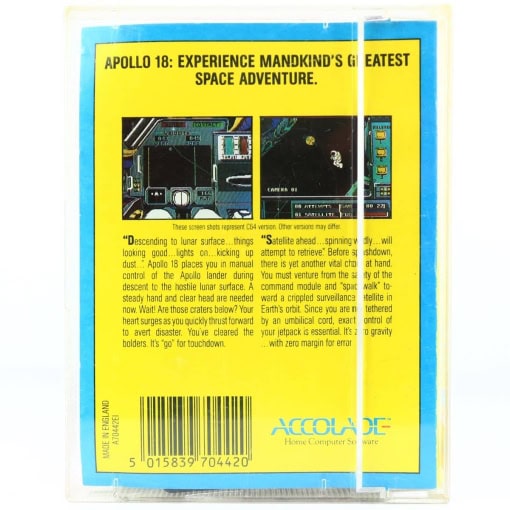 APOLLO 18: EXPERIENCE MANDKIND'S GREATEST
SPACE ADVENTURE.
CAMERA 01
These screen shots represent C64 version. Other versions may differ.
"Descending to lunar surface...things
looking good...lights on... kicking up
dust...". Apollo 18 places you in manual
control of the Apollo lander during
descent to the hostile lunar surface. A
steady hand and clear head are needed
now. Wait! Are those craters below? Your
heart surges as you quickly thrust forward
to avert disaster. You've cleared the
bolders. It's "go" for touchdown.
"Satellite ahead...spinning wildly... will
attempt to retrieve." Before splashdown,
there is yet another vital choice at hand.
You must venture from the safety of the
command module and "spacewalk" to-
ward a crippled surveillance satellite in
Earth's orbit. Since you are not tethered
by an umbilical cord, exact control of
your jetpack is essential. It's zero gravity
...with zero margin for error.
MADE IN ENGLAND
A70442EI
5 015839 704420
ACCOLADE
Home Computer Software